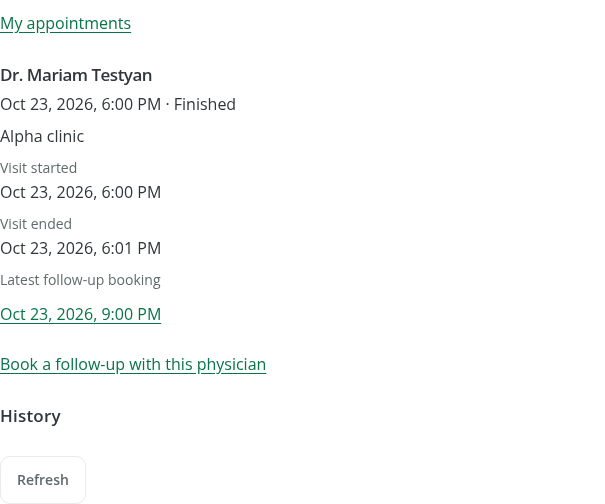 My appointments
Dr. Mariam Testyan
Oct 23, 2026, 6:00 PM · Finished
Alpha clinic
Visit started
Oct 23, 2026, 6:00 PM
Visit ended
Oct 23, 2026, 6:01 PM
Latest follow-up booking
Oct 23, 2026, 9:00 PM
Book a follow-up with this physician
History
Refresh